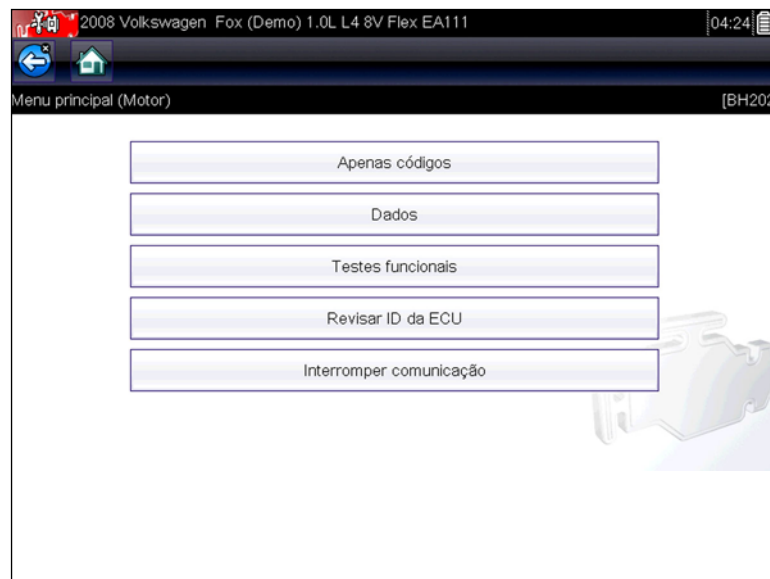 2008 Volkswagen Fox (Demo) 1.0L L4 8V Flex EA111 04:24
Menu principal (Motor) [BH202
Apenas códigos
Dados
Testes funcionais
Revisar ID da ECU
Interromper comunicação